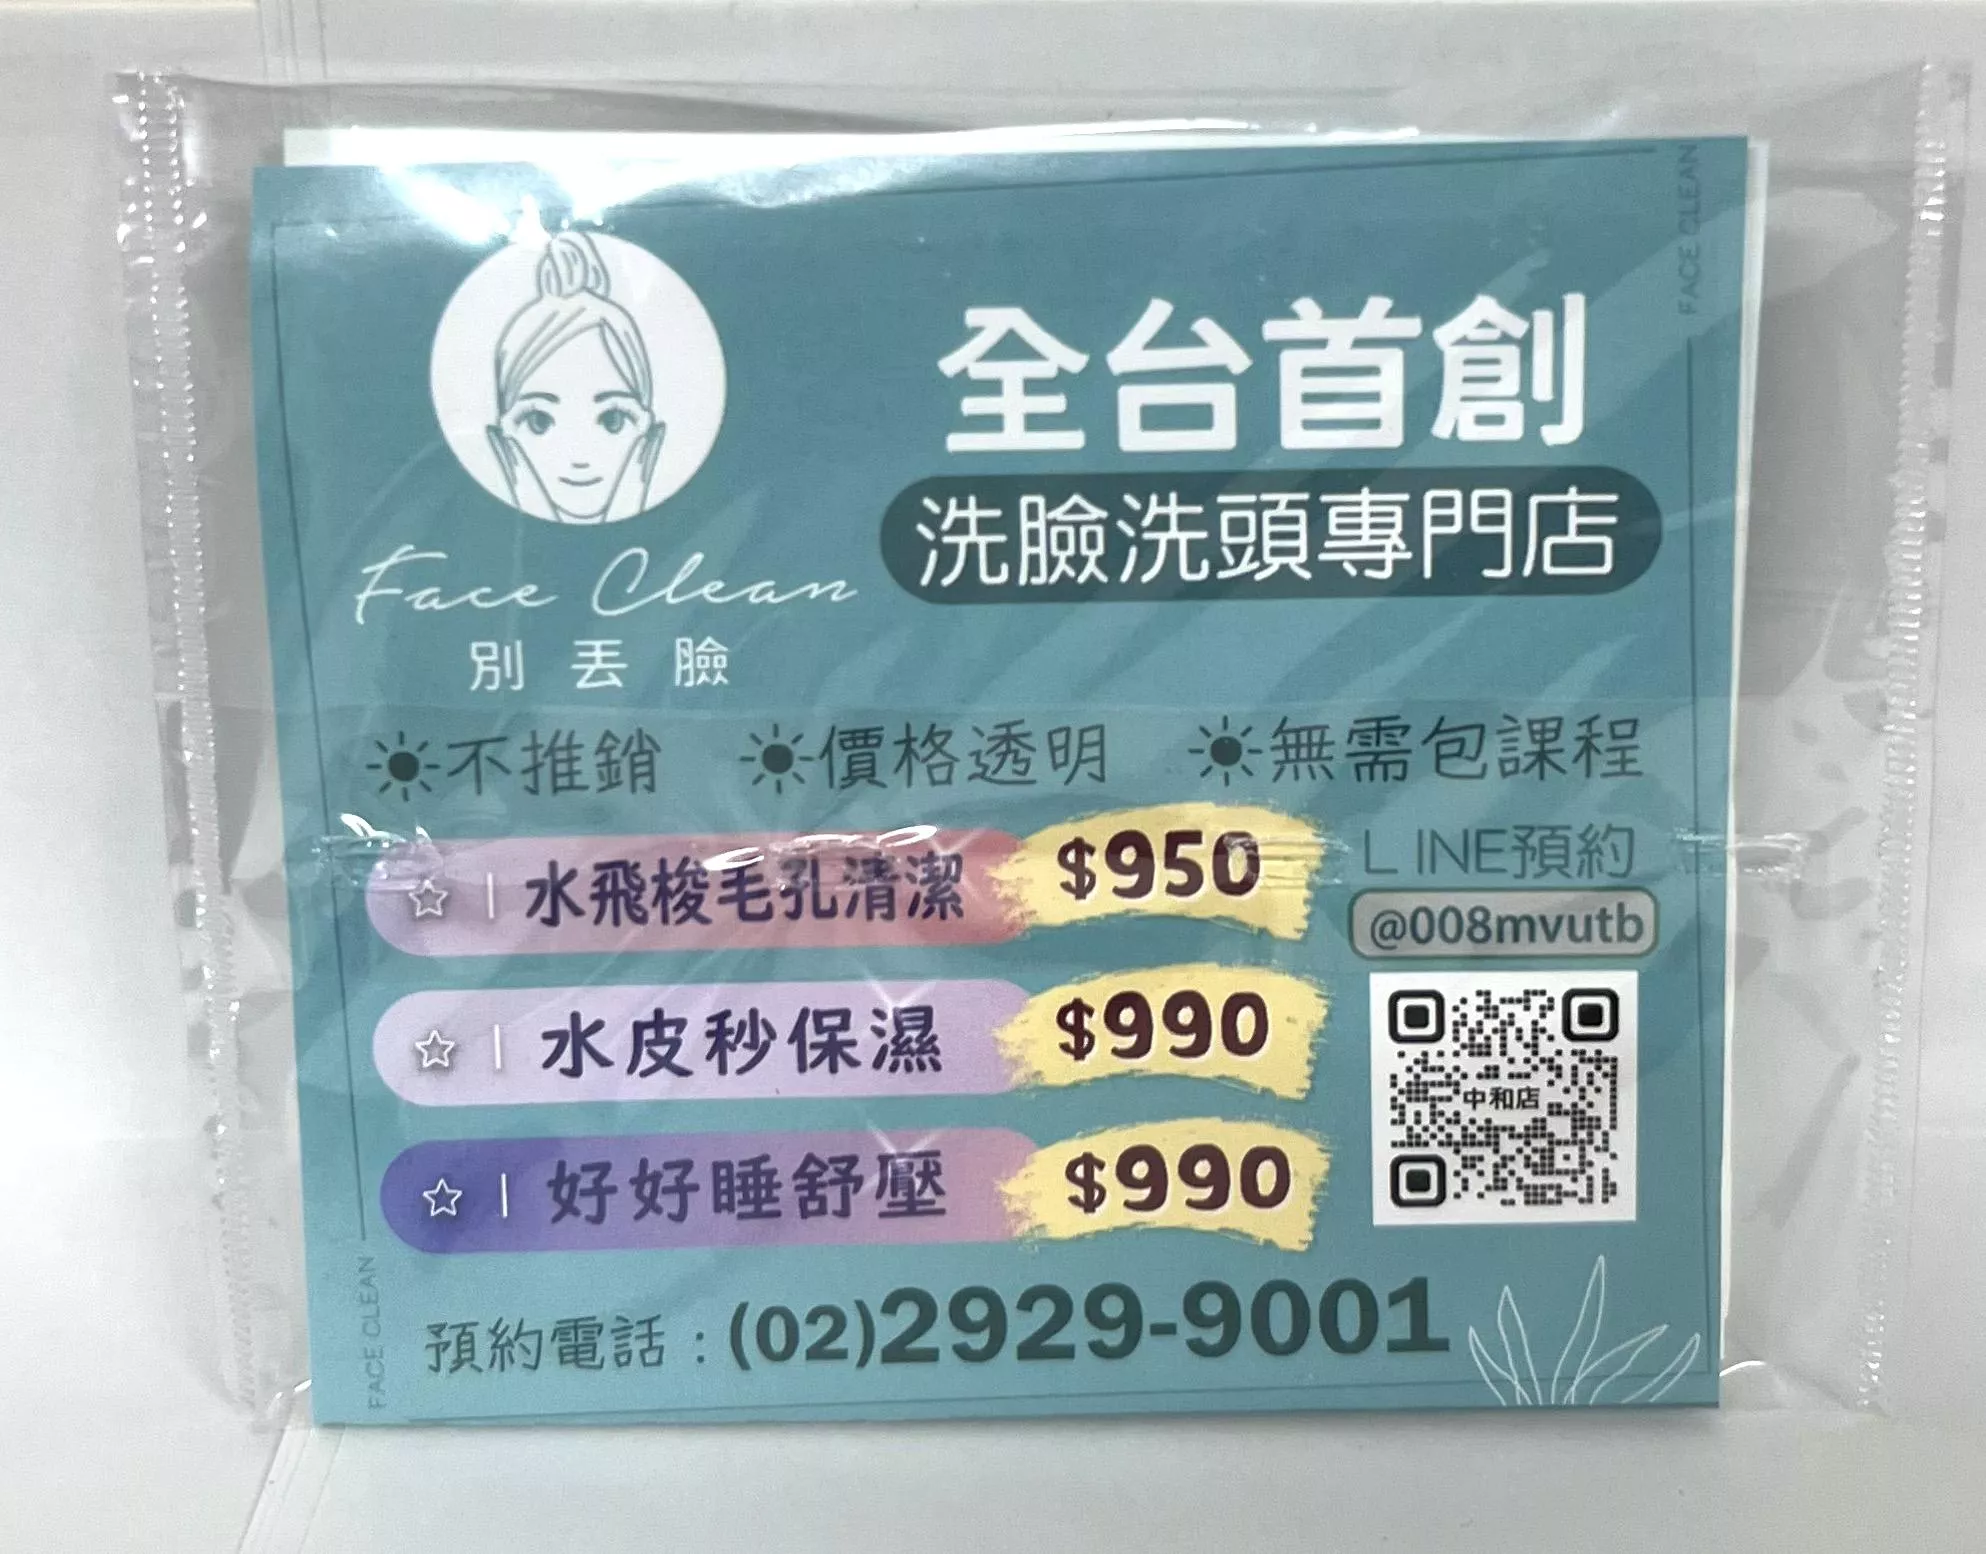 FACE CLEAN
全台首創
洗臉洗頭專門店
Face Clean
別丟臉
不推銷 價格透明 無需包課程
水飛梭毛孔清潔 $950
水皮秒保濕 $990
好好睡舒壓 $990
LINE預約
@008mvutb
中和店
預約電話：(02)2929-9001
FACE CLEAN